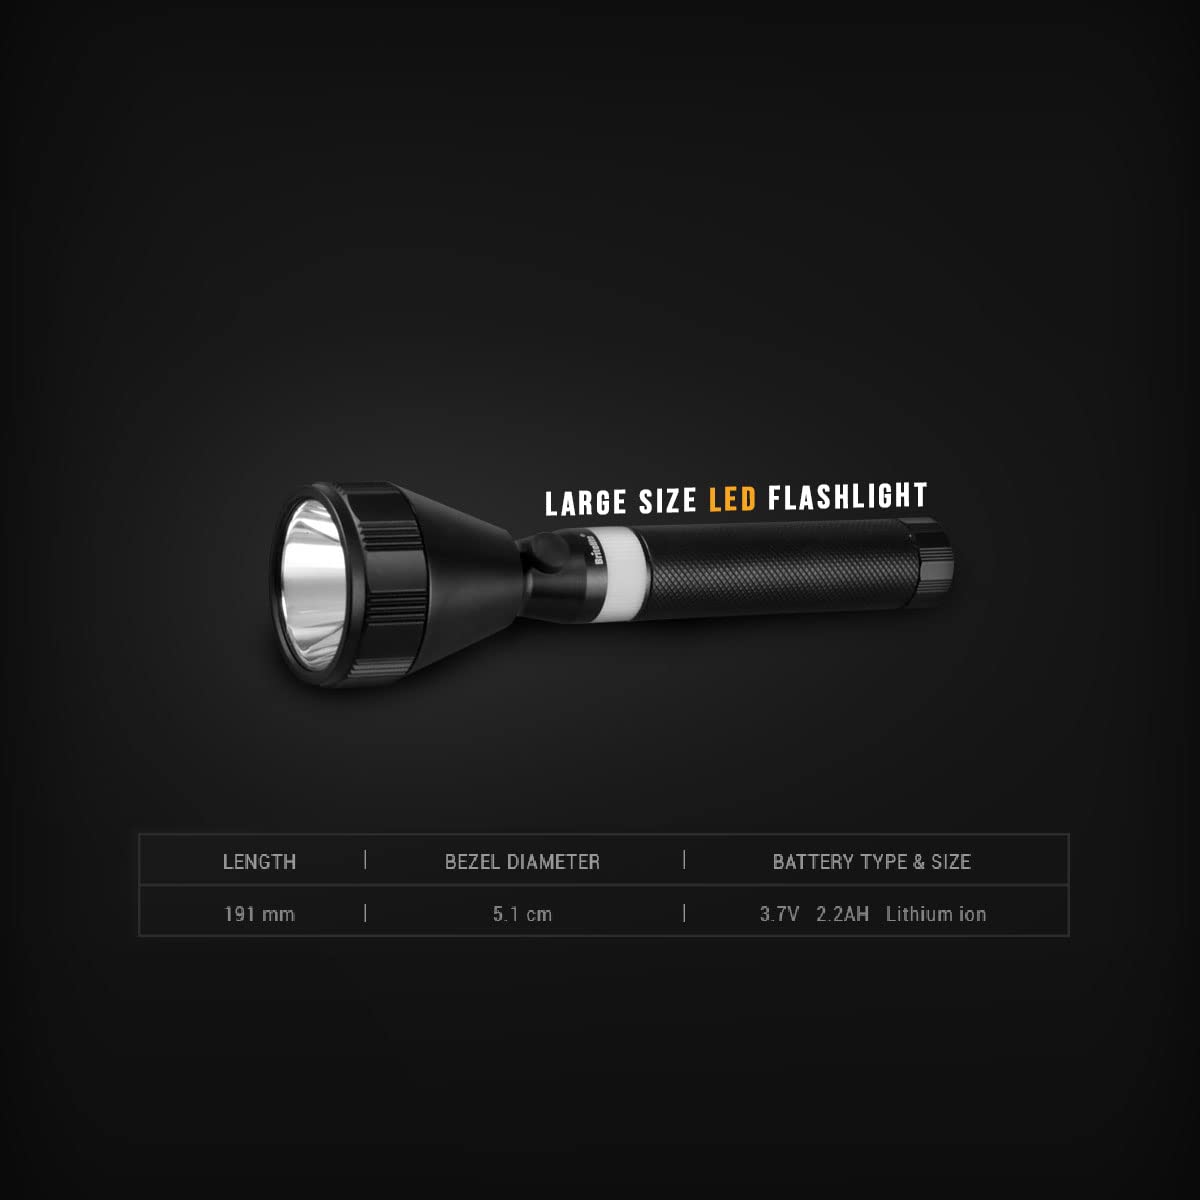 LARGE SIZE LED FLASHLIGHT
LENGTH | BEZEL DIAMETER | BATTERY TYPE & SIZE
191 mm | 5.1 cm | 3.7V 2.2AH Lithium ion